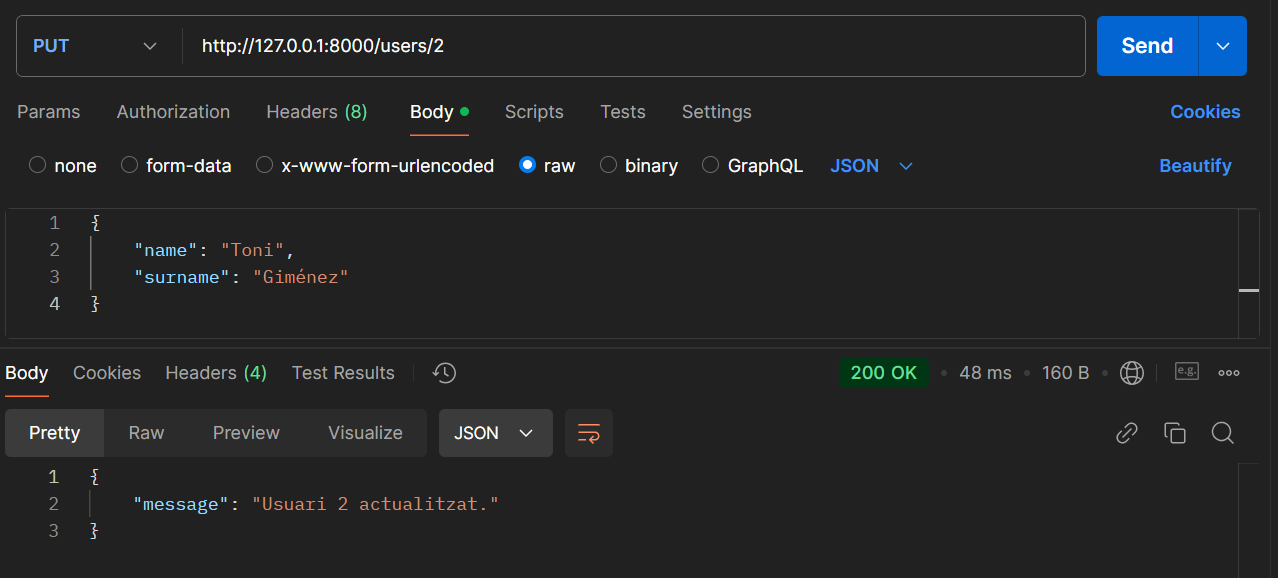 PUT http://127.0.0.1:8000/users/2 Send
Params Authorization Headers (8) Body Scripts Tests Settings Cookies
none form-data x-www-form-urlencoded raw binary GraphQL JSON Beautify
1 {
2 "name": "Toni",
3 "surname": "Giménez"
4 }
Body Cookies Headers (4) Test Results 200 OK 48 ms 160 B e.g.
Pretty Raw Preview Visualize JSON
1 {
2 "message": "Usuari 2 actualitzat."
3 }